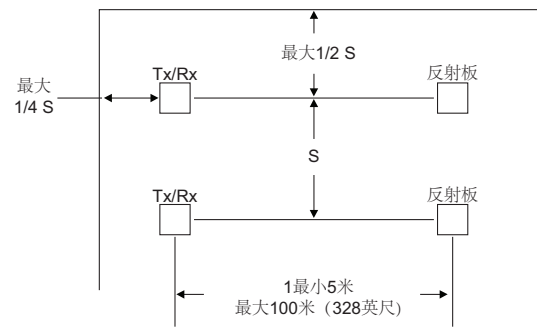 最大1/2 S
Tx/Rx
反射板
最大
1/4 S
S
Tx/Rx
反射板
1最小5米
最大100米（328英尺）